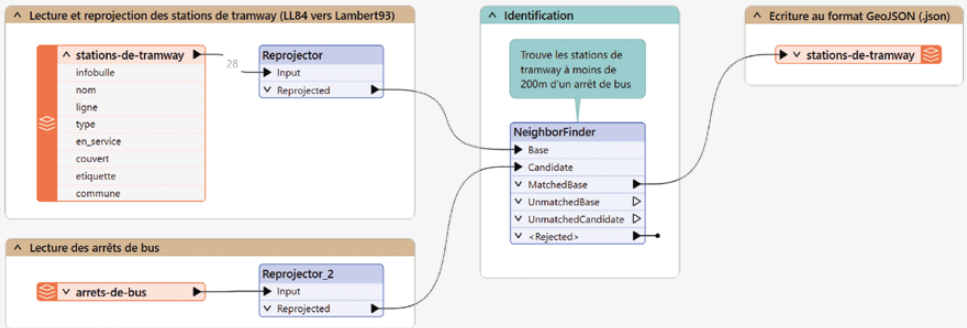 Lecture et reprojection des stations de tramway (LL84 vers Lambert93)
stations-de-tramway
infobulle
nom
ligne
type
en_service
couvert
etiquette
commune
28
Reprojector
Input
Reprojected
Lecture des arrêts de bus
arrets-de-bus
Reprojector_2
Input
Reprojected
Identification
Trouve les stations de
tramway à moins de
200m d'un arrêt de bus
NeighborFinder
Base
Candidate
MatchedBase
UnmatchedBase
UnmatchedCandidate
<Rejected>
Ecriture au format GeoJSON (.json)
stations-de-tramway